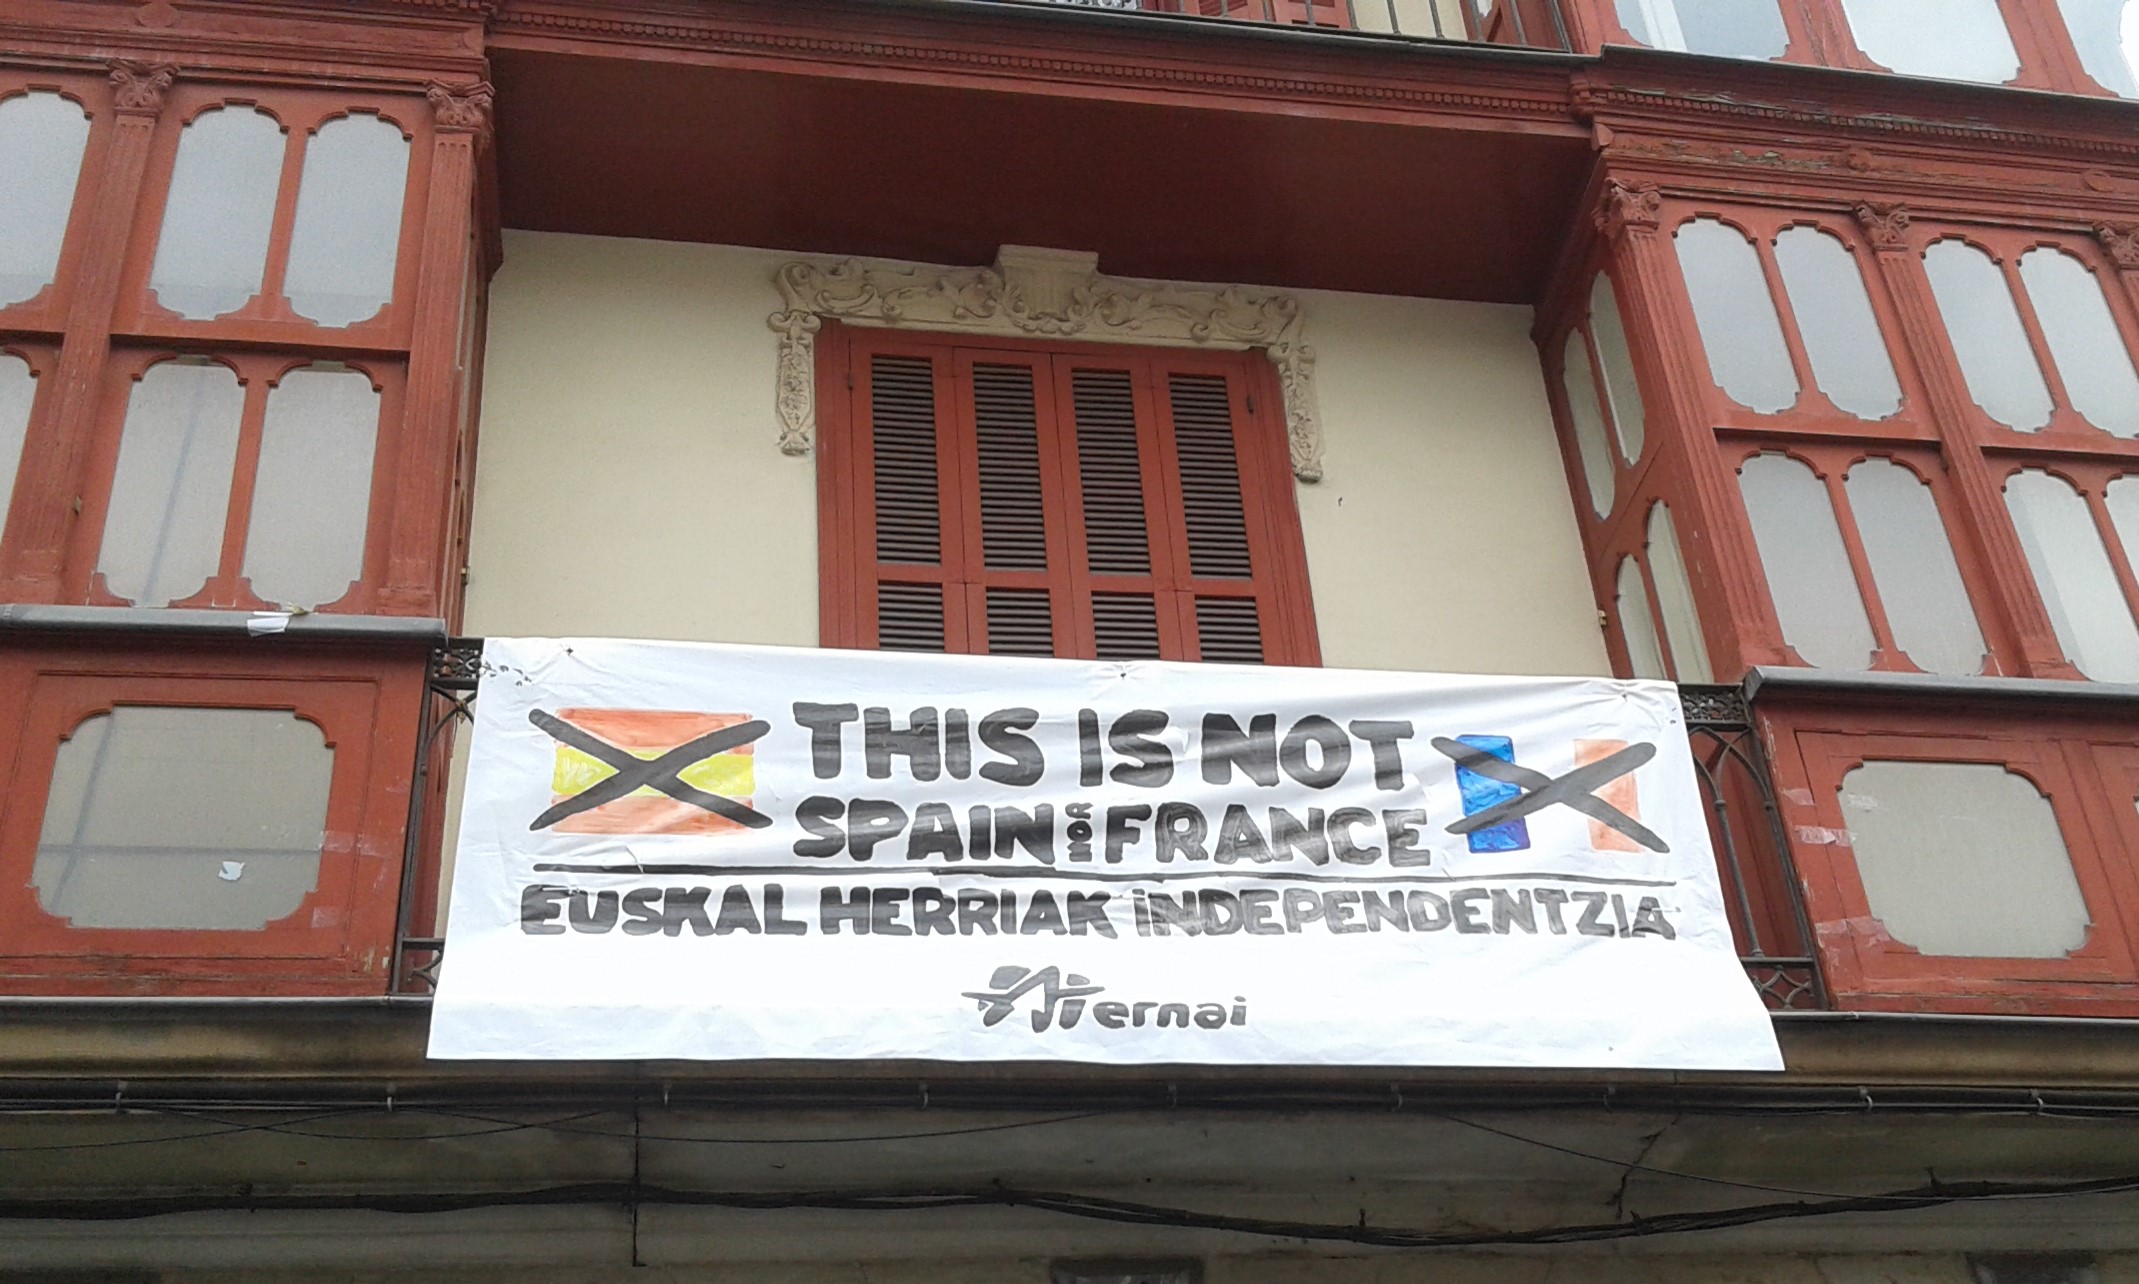 THIS IS NOT
SPAIN NOR FRANCE
EUSKAL HERRIAK iNDEPENDENTZIA
ernai